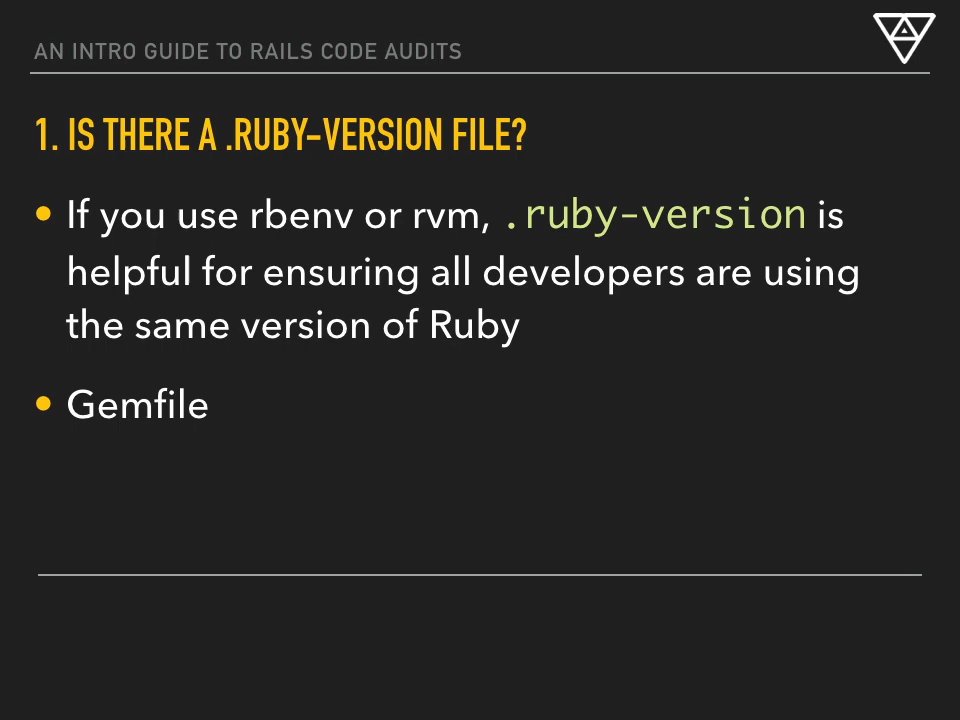 AN INTRO GUIDE TO RAILS CODE AUDITS
1. IS THERE A .RUBY-VERSION FILE?
• If you use rbenv or rvm, .ruby-version is
helpful for ensuring all developers are using
the same version of Ruby
• Gemfile